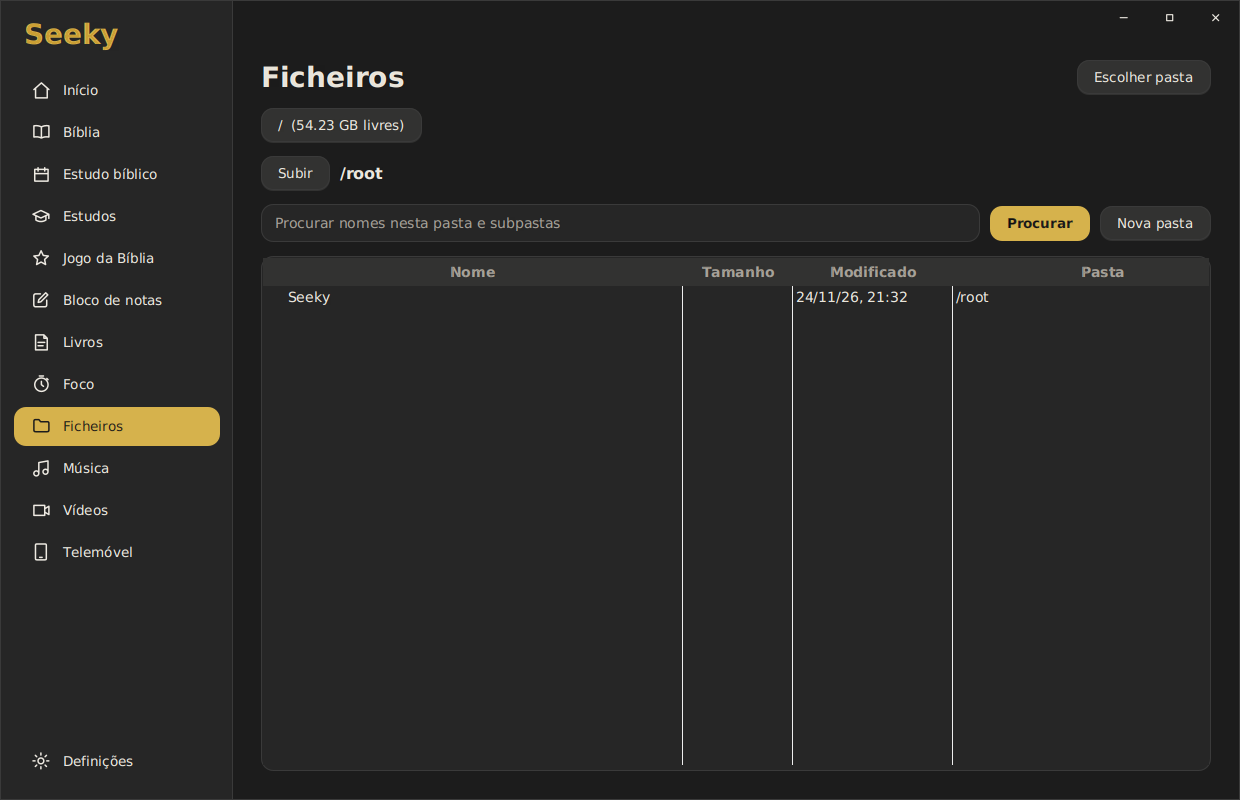 Seeky
Início
Bíblia
Estudo bíblico
Estudos
Jogo da Bíblia
Bloco de notas
Livros
Foco
Ficheiros
Música
Vídeos
Telemóvel
Definições
Ficheiros
Escolher pasta
/ (54.23 GB livres)
Subir /root
Procurar nomes nesta pasta e subpastas Procurar Nova pasta
Nome Tamanho Modificado Pasta
Seeky 24/11/26, 21:32 /root